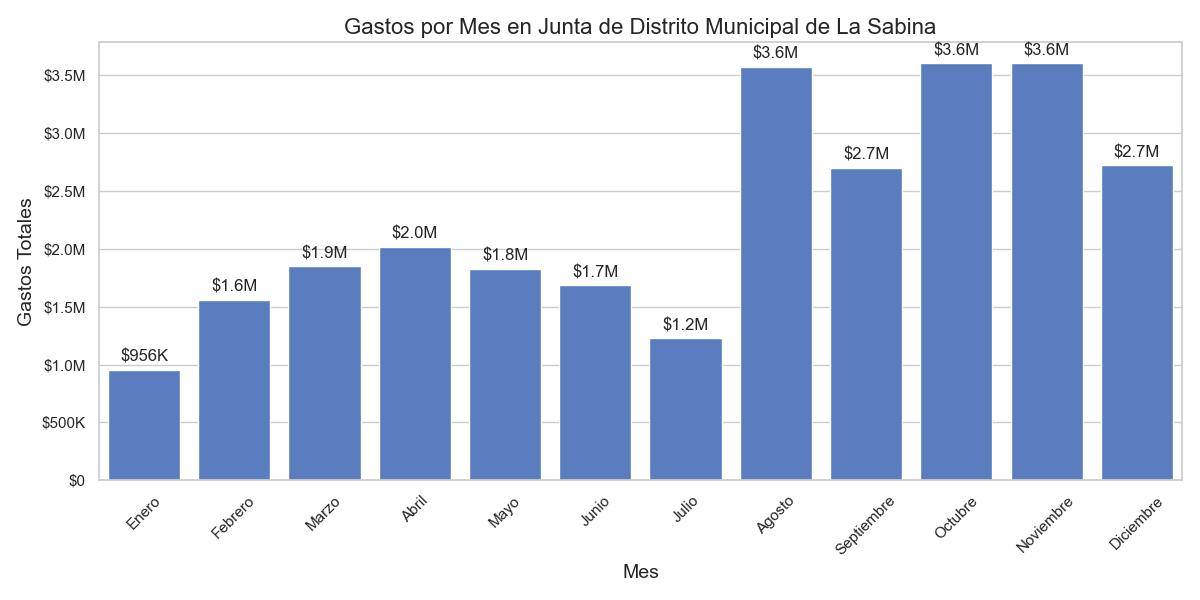 Gastos por Mes en Junta de Distrito Municipal de La Sabina
Gastos Totales
$3.5M
$3.0M
$2.5M
$2.0M
$1.5M
$1.0M
$500K
$0
$956K
$1.6M
$1.9M
$2.0M
$1.8M
$1.7M
$1.2M
$3.6M
$2.7M
$3.6M
$3.6M
$2.7M
Enero
Febrero
Marzo
Abril
Mayo
Junio
Julio
Agosto
Septiembre
Octubre
Noviembre
Diciembre
Mes